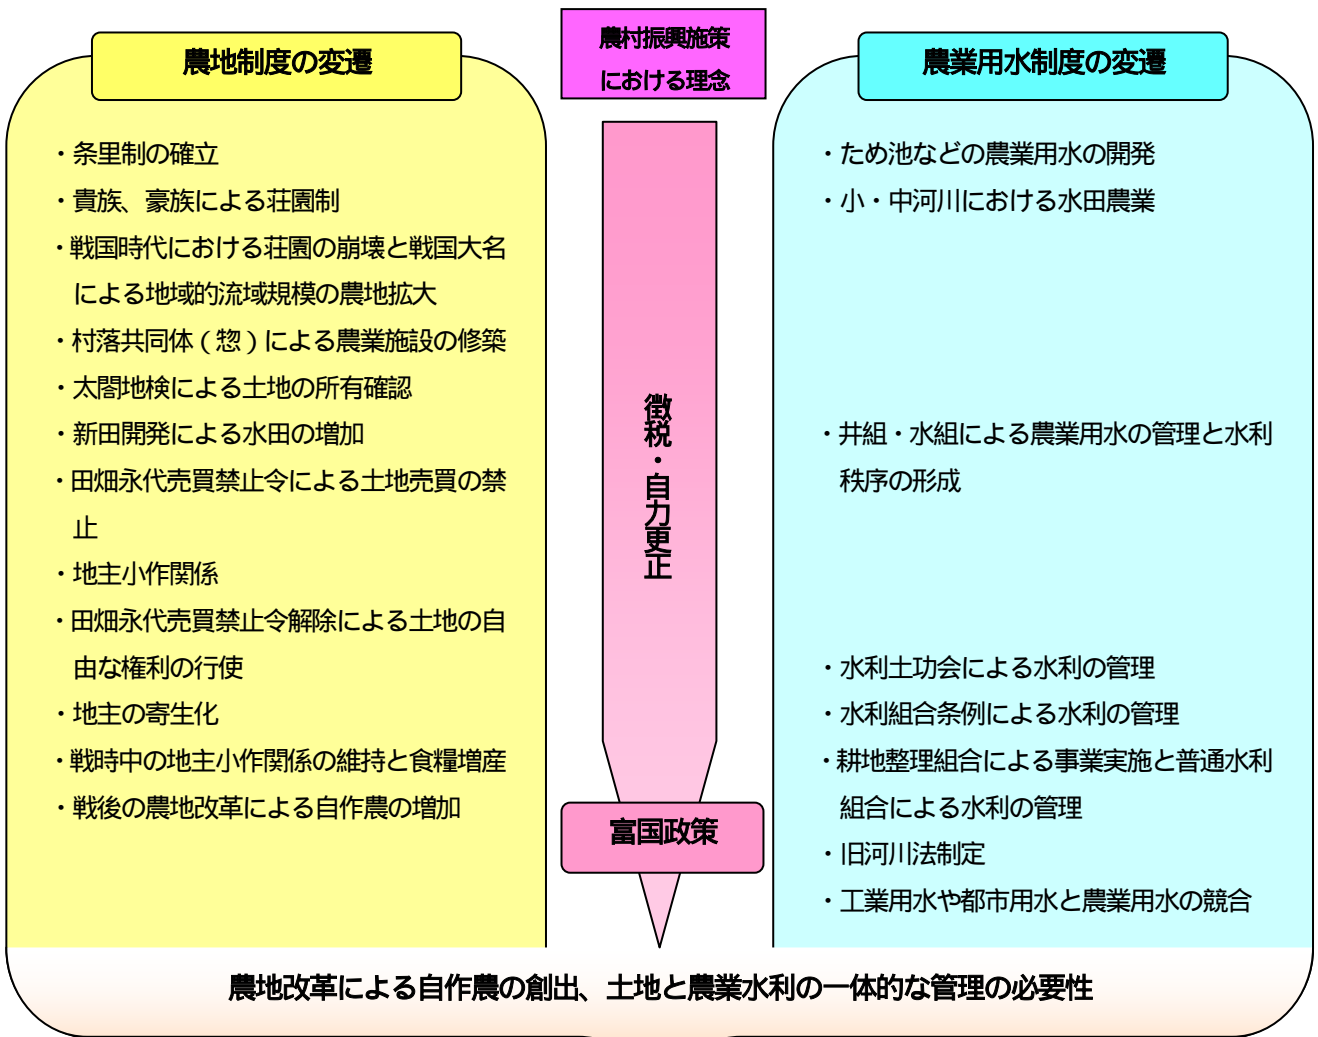 農地制度の変遷
・条里制の確立
・貴族、豪族による荘園制
・戦国時代における荘園の崩壊と戦国大名
による地域的流域規模の農地拡大
・村落共同体（惣）による農業施設の修築
・太閤地検による土地の所有確認
・新田開発による水田の増加
・田畑永代売買禁止令による土地売買の禁
止
・地主小作関係
・田畑永代売買禁止令解除による土地の自
由な権利の行使
・地主の寄生化
・戦時中の地主小作関係の維持と食糧増産
・戦後の農地改革による自作農の増加
農村振興施策
における理念
徴税・自力更正
富国政策
農業用水制度の変遷
・ため池などの農業用水の開発
・小・中河川における水田農業
・井組・水組による農業用水の管理と水利
秩序の形成
・水利土功会による水利の管理
・水利組合条例による水利の管理
・耕地整理組合による事業実施と普通水利
組合による水利の管理
・旧河川法制定
・工業用水や都市用水と農業用水の競合
農地改革による自作農の創出、土地と農業水利の一体的な管理の必要性